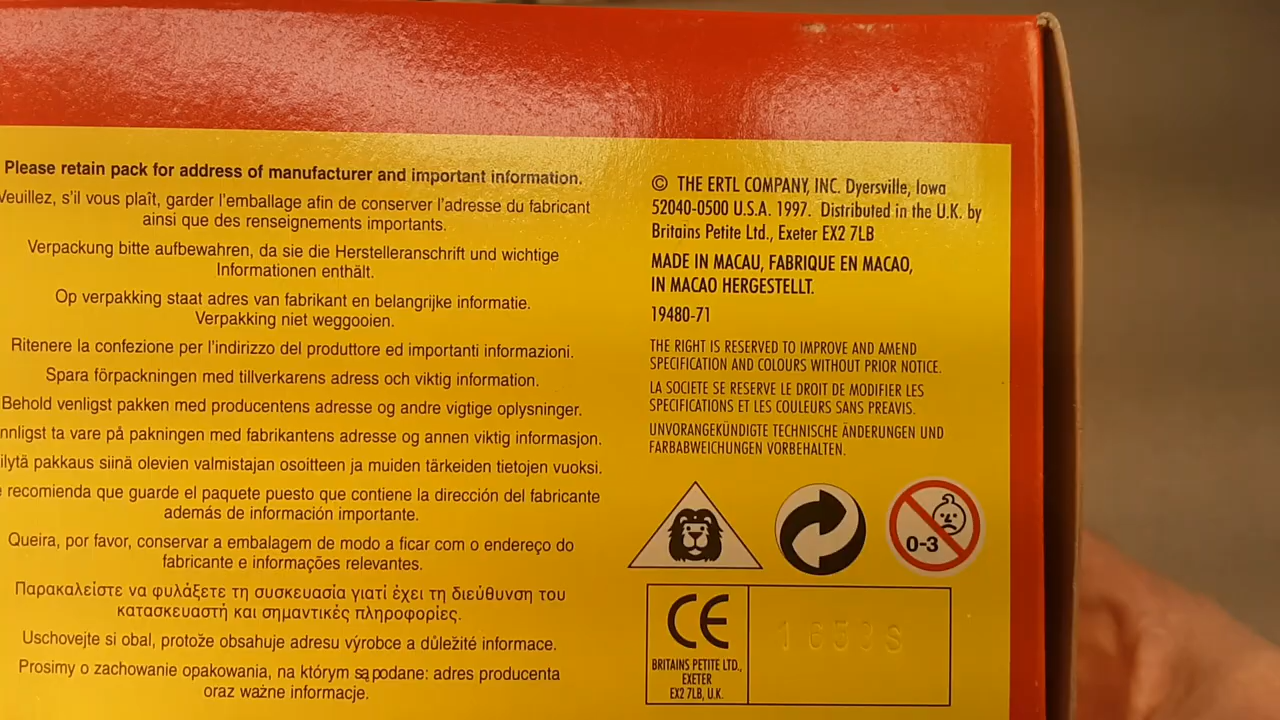 Please retain pack for address of manufacturer and important information.
Veuillez, s'il vous plaît, garder l'emballage afin de conserver l'adresse du fabricant
ainsi que des renseignements importants.
Verpackung bitte aufbewahren, da sie die Herstelleranschrift und wichtige
Informationen enthält.
Op verpakking staat adres van fabrikant en belangrijke informatie.
Verpakking niet weggooien.
Ritenere la confezione per l'indirizzo del produttore ed importanti informazioni.
Spara förpackningen med tillverkarens adress och viktig information.
Behold venligst pakken med producentens adresse og andre vigtige oplysninger.
ta vare på pakningen med fabrikantens adresse og annen viktig informasjon.
pakkaus siinä olevien valmistajan osoitteen ja muiden tärkeiden tietojen vuoksi.
recomienda que guarde el paquete puesto que contiene la dirección del fabricante
además de información importante.
Queira, por favor, conservar a embalagem de modo a ficar com o endereço do
fabricante e informações relevantes.
Παρακαλείστε να φυλάξετε τη συσκευασία γιατί έχει τη διεύθυνση του
κατασκευαστή και σημαντικές πληροφορίες.
Uschovejte si obal, protože obsahuje adresu výrobce a důležité informace.
Prosimy o zachowanie opakowania, na którym są podane: adres producenta
oraz ważne informacje.
© THE ERTL COMPANY, INC. Dyersville, Iowa
52040-0500 U.S.A. 1997. Distributed in the U.K. by
Britains Petite Ltd., Exeter EX2 7LB
MADE IN MACAU, FABRIQUE EN MACAO,
IN MACAO HERGESTELLT.
19480-71
THE RIGHT IS RESERVED TO IMPROVE AND AMEND
SPECIFICATION AND COLOURS WITHOUT PRIOR NOTICE.
LA SOCIETE SE RESERVE LE DROIT DE MODIFIER LES
SPECIFICATIONS ET LES COULEURS SANS PREAVIS.
UNVORANGEKÜNDIGTE TECHNISCHE ÄNDERUNGEN UND
FARBABWEICHUNGEN VORBEHALTEN.
0-3
CE
BRITAINS PETITE LTD.,
EXETER
EX2 7LB, U.K.